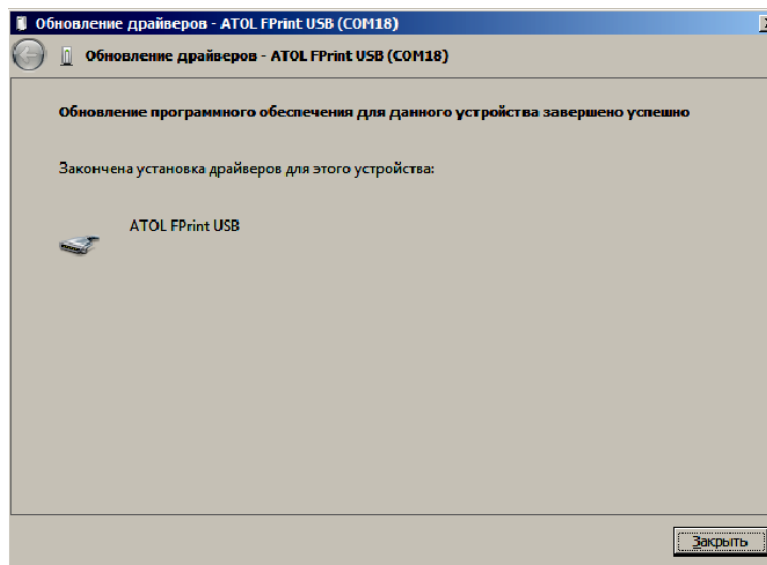 Обновление драйверов - ATOL FPrint USB (COM18)
Обновление драйверов - ATOL FPrint USB (COM18)
Обновление программного обеспечения для данного устройства завершено успешно
Закончена установка драйверов для этого устройства:
ATOL FPrint USB
Закрыть